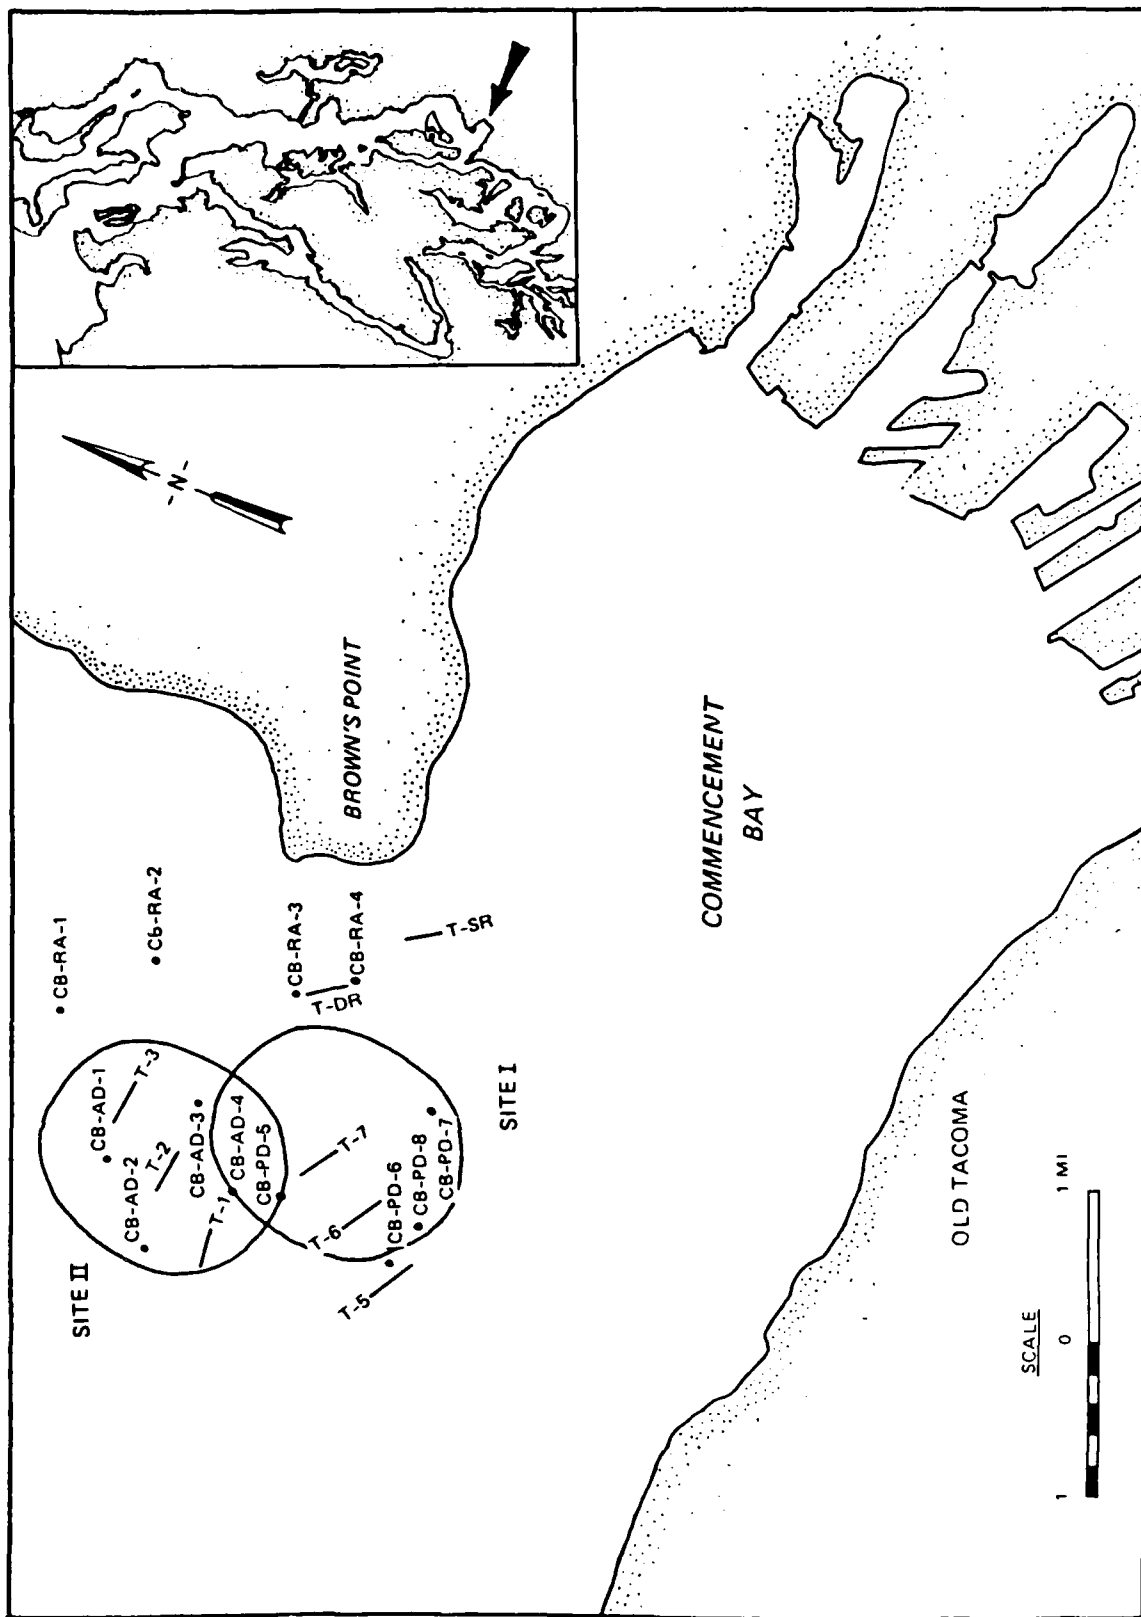 -N-
BROWN'S POINT
COMMENCEMENT
BAY
CB-RA-1
CB-RA-2
CB-RA-3
CB-RA-4
T-DR
T-SR
SITE II
CB-AD-1
T-3
CB-AD-2
T-2
CB-AD-3
T-1
CB-AD-4
CB-PD-5
SITE I
T-7
T-6
CB-PD-6
CB-PD-8
CB-PD-7
T-5
OLD TACOMA
SCALE
1 0 1 MI